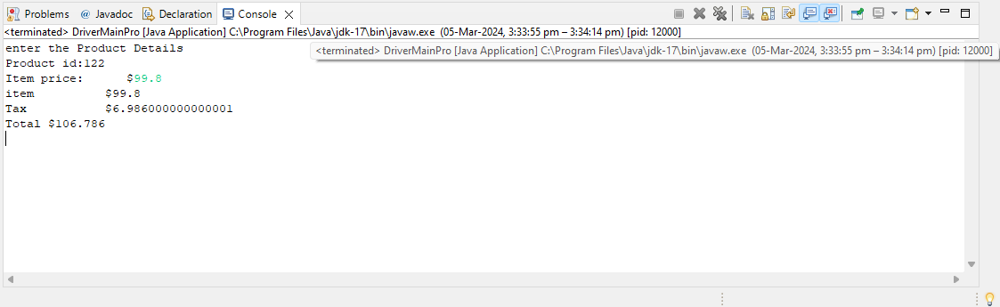 Problems @ Javadoc Declaration Console
<terminated> DriverMainPro [Java Application] C:\Program Files\Java\jdk-17\bin\javaw.exe (05-Mar-2024, 3:33:55 pm – 3:34:14 pm) [pid: 12000]
enter the Product Details
<terminated> DriverMainPro [Java Application] C:\Program Files\Java\jdk-17\bin\javaw.exe (05-Mar-2024, 3:33:55 pm – 3:34:14 pm) [pid: 12000]
Product id:122
Item price: $99.8
item $99.8
Tax $6.986000000000001
Total $106.786